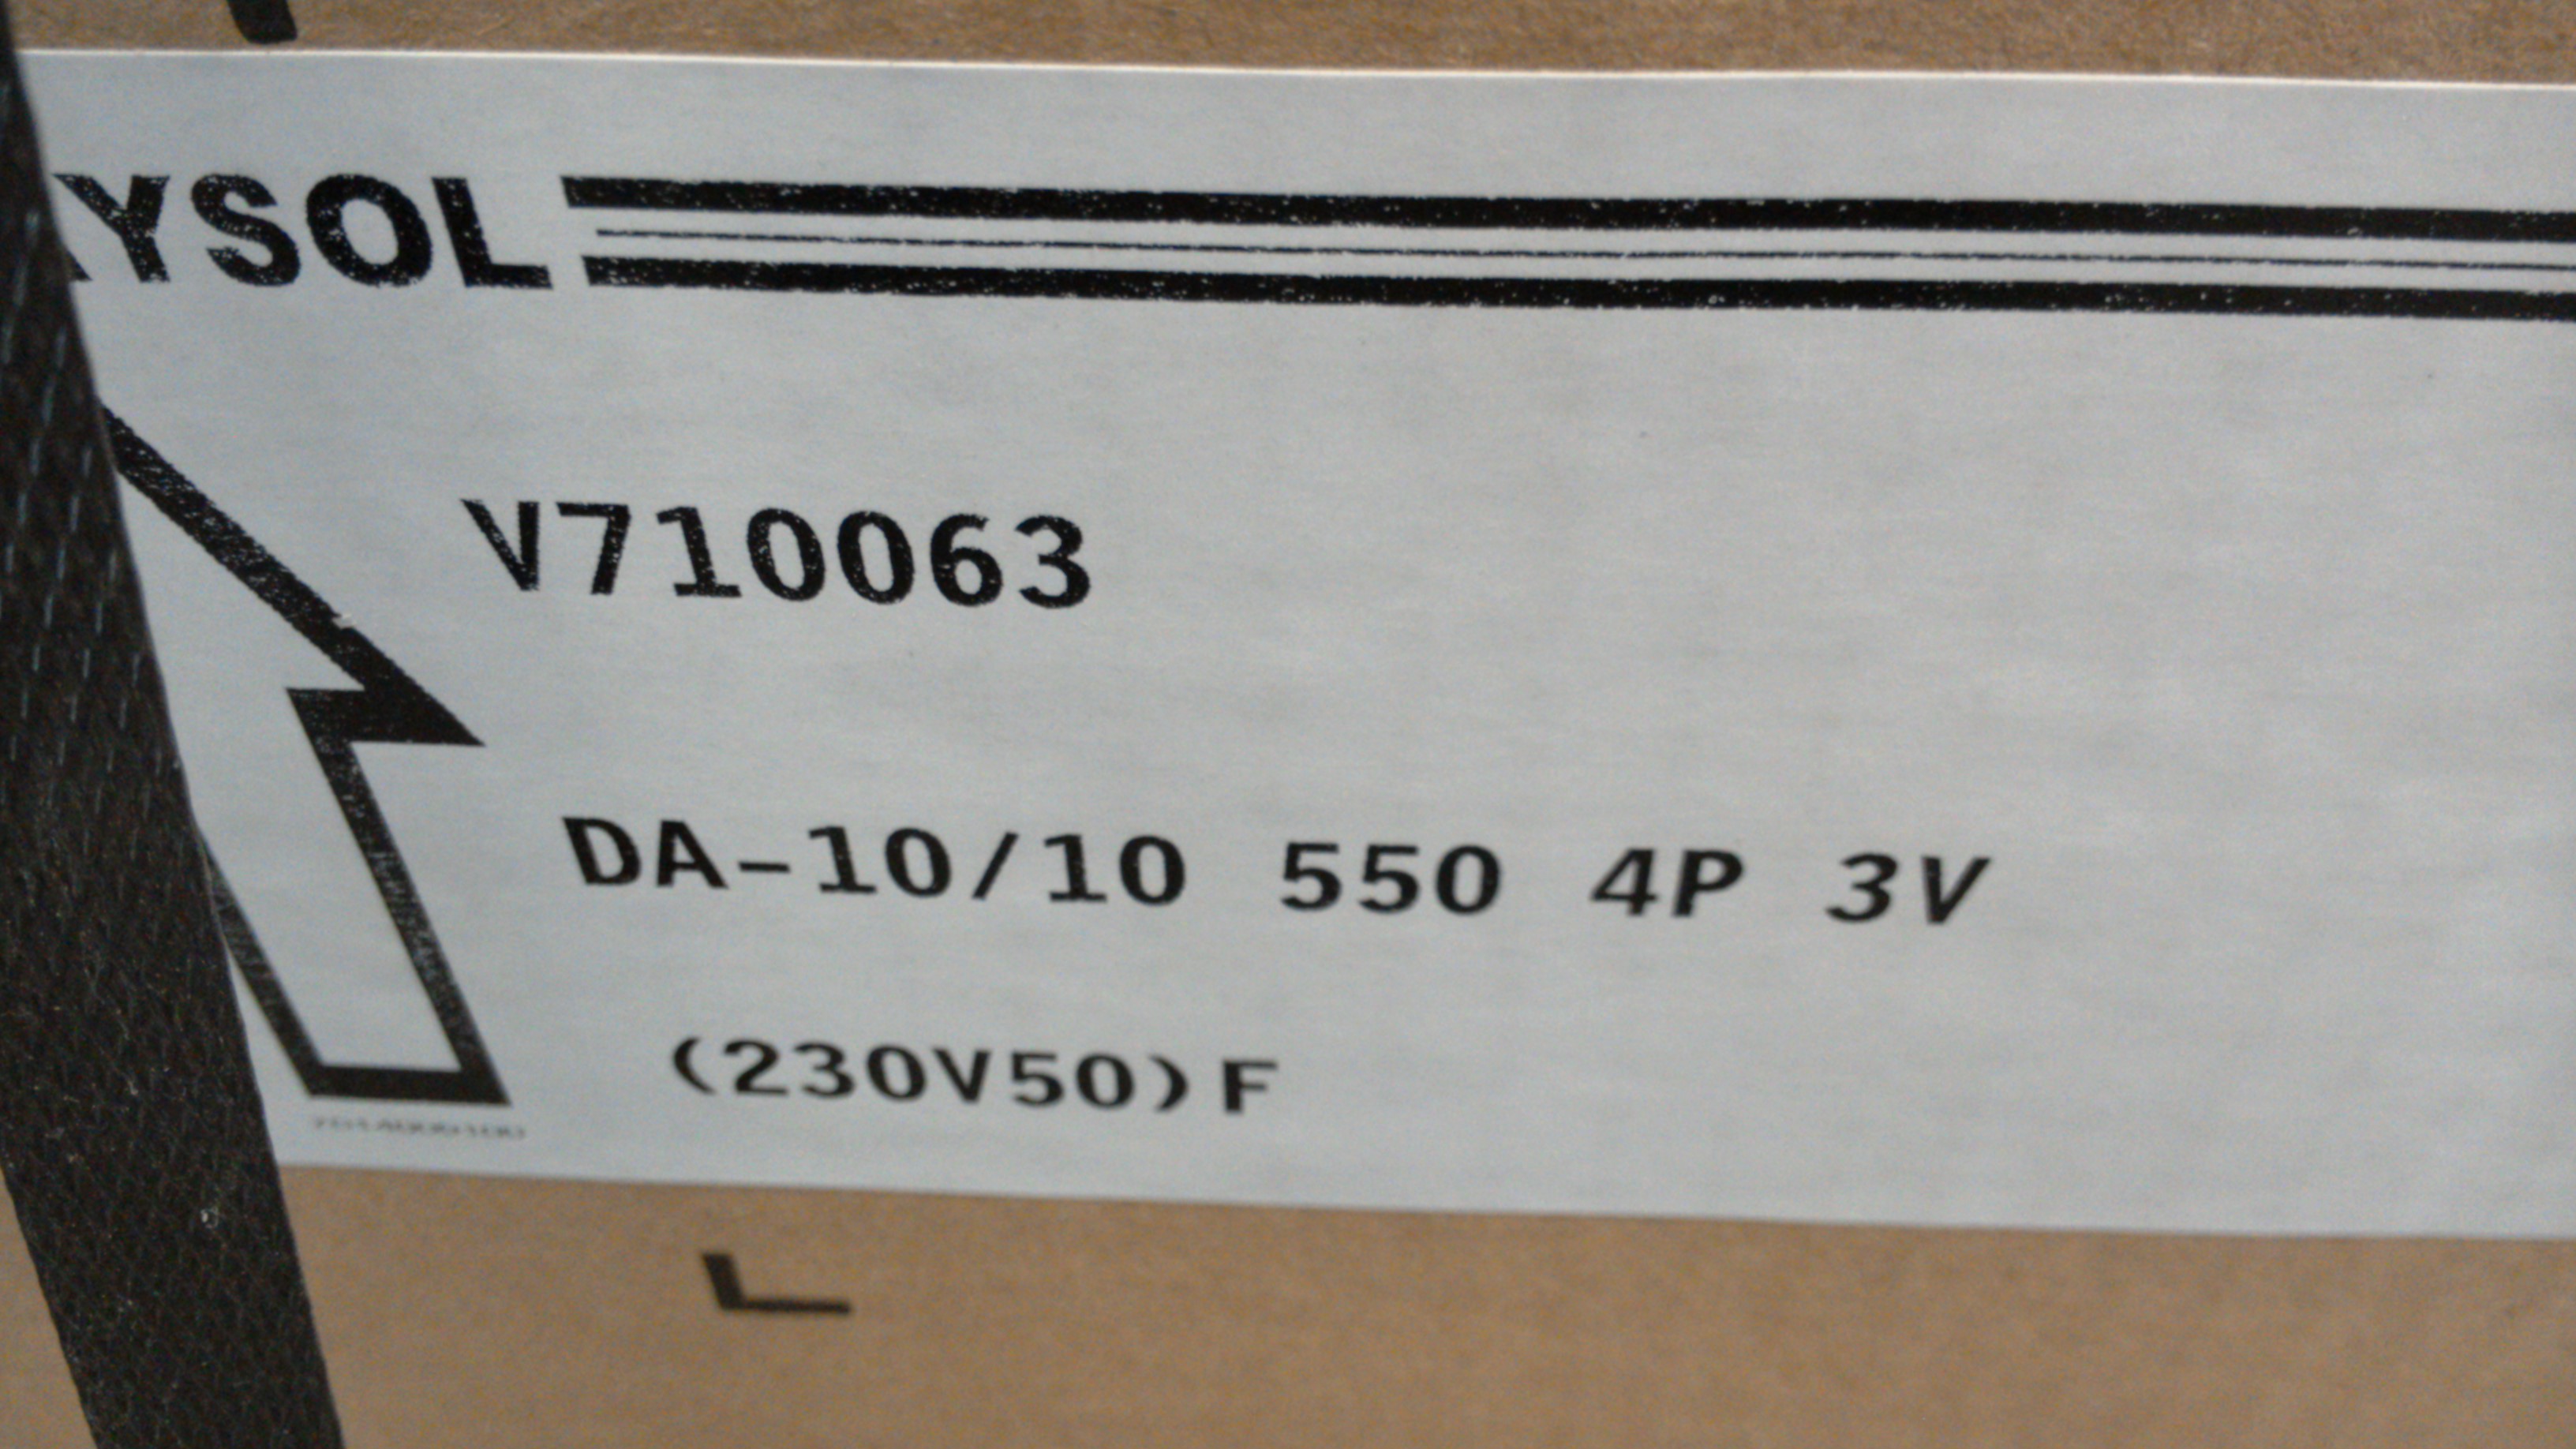 YSOL
V710063
DA-10/10 550 4P 3V
(230V50)F